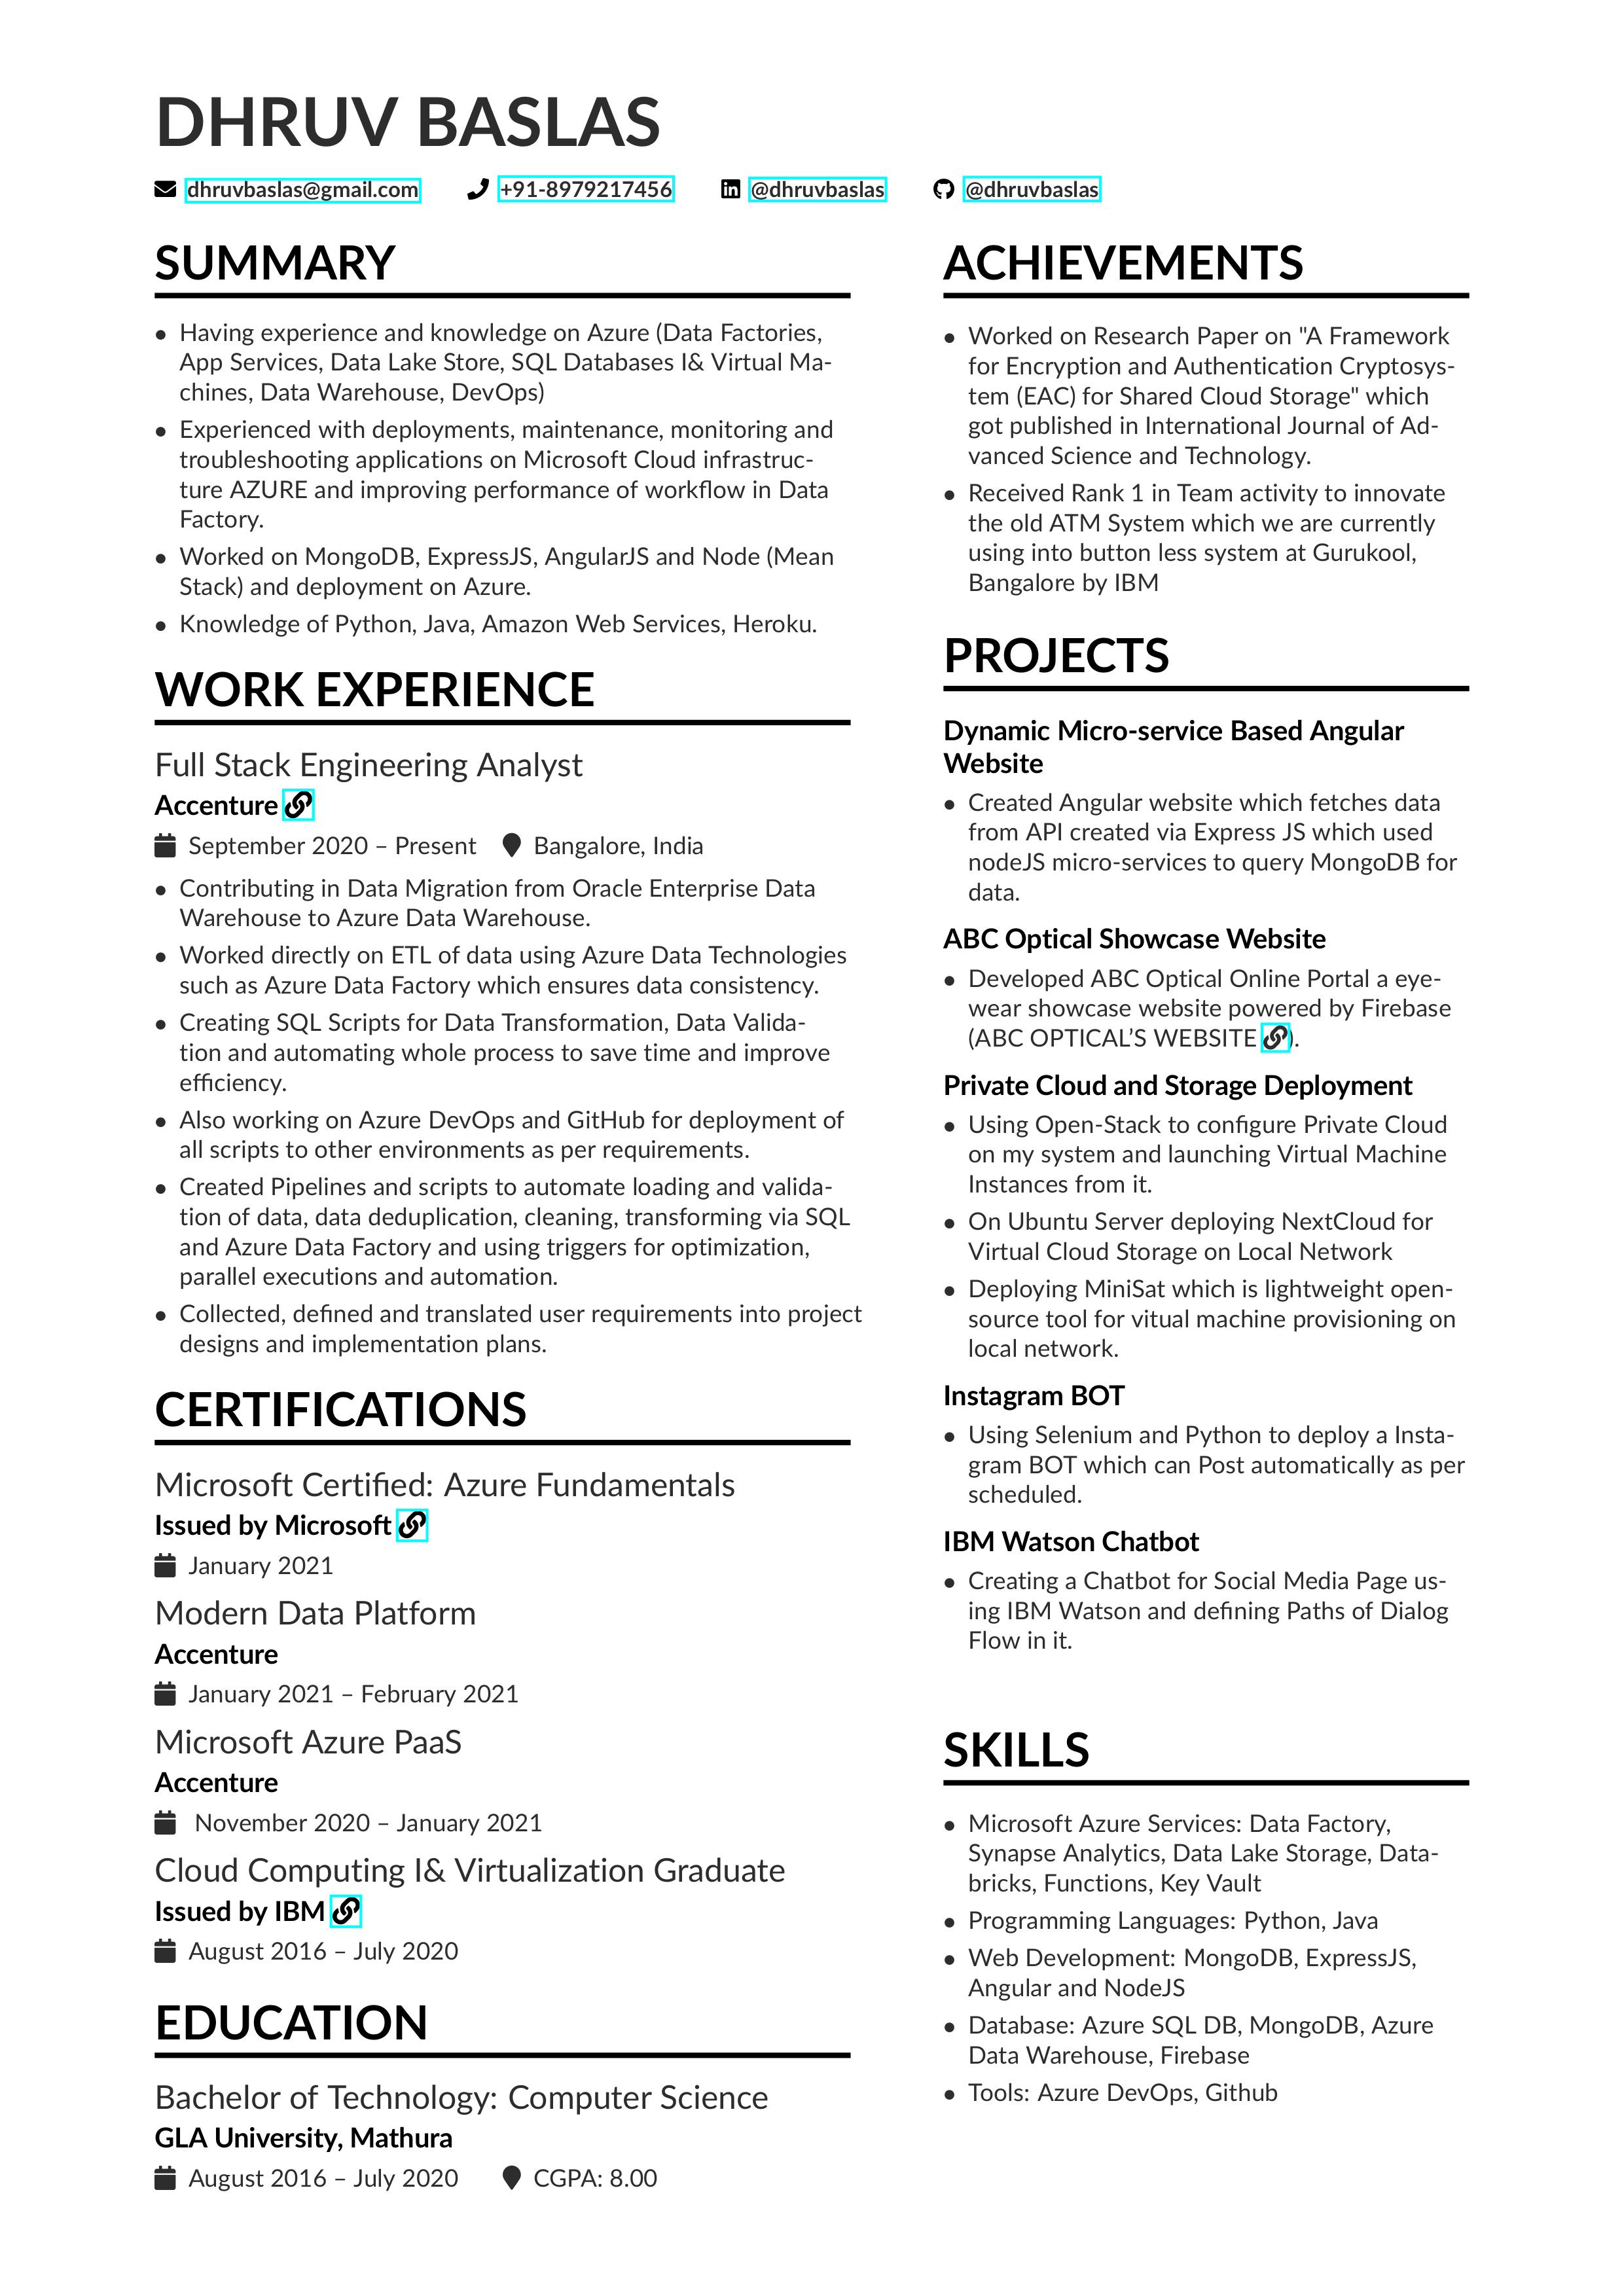 DHRUV BASLAS
dhruvbaslas@gmail.com +91-8979217456 @dhruvbaslas @dhruvbaslas
SUMMARY
• Having experience and knowledge on Azure (Data Factories,
App Services, Data Lake Store, SQL Databases I& Virtual Ma-
chines, Data Warehouse, DevOps)
• Experienced with deployments, maintenance, monitoring and
troubleshooting applications on Microsoft Cloud infrastruc-
ture AZURE and improving performance of workflow in Data
Factory.
• Worked on MongoDB, ExpressJS, AngularJS and Node (Mean
Stack) and deployment on Azure.
• Knowledge of Python, Java, Amazon Web Services, Heroku.
WORK EXPERIENCE
Full Stack Engineering Analyst
Accenture
September 2020 – Present Bangalore, India
• Contributing in Data Migration from Oracle Enterprise Data
Warehouse to Azure Data Warehouse.
• Worked directly on ETL of data using Azure Data Technologies
such as Azure Data Factory which ensures data consistency.
• Creating SQL Scripts for Data Transformation, Data Valida-
tion and automating whole process to save time and improve
efficiency.
• Also working on Azure DevOps and GitHub for deployment of
all scripts to other environments as per requirements.
• Created Pipelines and scripts to automate loading and valida-
tion of data, data deduplication, cleaning, transforming via SQL
and Azure Data Factory and using triggers for optimization,
parallel executions and automation.
• Collected, defined and translated user requirements into project
designs and implementation plans.
CERTIFICATIONS
Microsoft Certified: Azure Fundamentals
Issued by Microsoft
January 2021
Modern Data Platform
Accenture
January 2021 – February 2021
Microsoft Azure PaaS
Accenture
November 2020 – January 2021
Cloud Computing I& Virtualization Graduate
Issued by IBM
August 2016 – July 2020
EDUCATION
Bachelor of Technology: Computer Science
GLA University, Mathura
August 2016 – July 2020 CGPA: 8.00
ACHIEVEMENTS
• Worked on Research Paper on "A Framework
for Encryption and Authentication Cryptosys-
tem (EAC) for Shared Cloud Storage" which
got published in International Journal of Ad-
vanced Science and Technology.
• Received Rank 1 in Team activity to innovate
the old ATM System which we are currently
using into button less system at Gurukool,
Bangalore by IBM
PROJECTS
Dynamic Micro-service Based Angular
Website
• Created Angular website which fetches data
from API created via Express JS which used
nodeJS micro-services to query MongoDB for
data.
ABC Optical Showcase Website
• Developed ABC Optical Online Portal a eye-
wear showcase website powered by Firebase
(ABC OPTICAL’S WEBSITE ).
Private Cloud and Storage Deployment
• Using Open-Stack to configure Private Cloud
on my system and launching Virtual Machine
Instances from it.
• On Ubuntu Server deploying NextCloud for
Virtual Cloud Storage on Local Network
• Deploying MiniSat which is lightweight open-
source tool for vitual machine provisioning on
local network.
Instagram BOT
• Using Selenium and Python to deploy a Insta-
gram BOT which can Post automatically as per
scheduled.
IBM Watson Chatbot
• Creating a Chatbot for Social Media Page us-
ing IBM Watson and defining Paths of Dialog
Flow in it.
SKILLS
• Microsoft Azure Services: Data Factory,
Synapse Analytics, Data Lake Storage, Data-
bricks, Functions, Key Vault
• Programming Languages: Python, Java
• Web Development: MongoDB, ExpressJS,
Angular and NodeJS
• Database: Azure SQL DB, MongoDB, Azure
Data Warehouse, Firebase
• Tools: Azure DevOps, Github